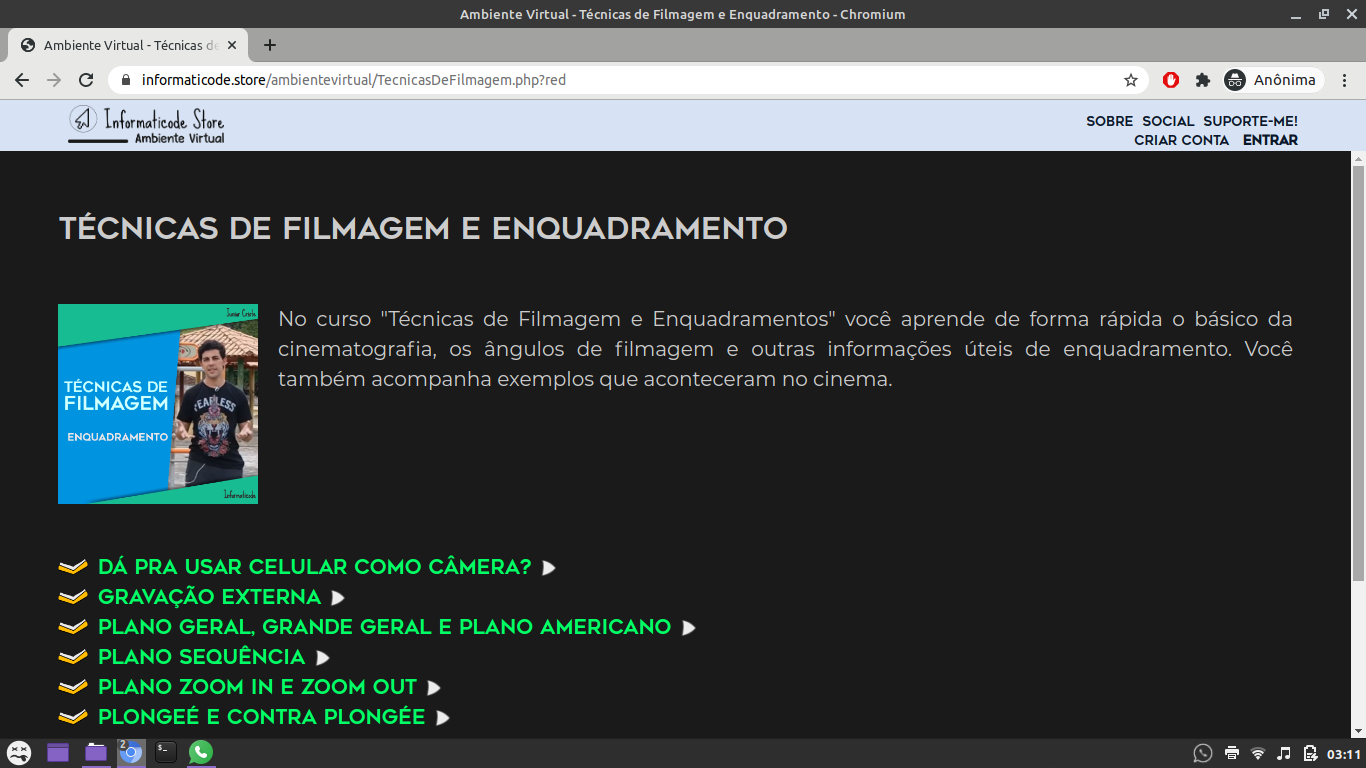 Ambiente Virtual - Técnicas de Filmagem e Enquadramento - Chromium
Ambiente Virtual - Técnicas de
informaticode.store/ambientevirtual/TecnicasDeFilmagem.php?red
Anônima
Informaticode Store
Ambiente Virtual
SOBRE SOCIAL SUPORTE-ME!
CRIAR CONTA ENTRAR
TÉCNICAS DE FILMAGEM E ENQUADRAMENTO
Junior Criste
TÉCNICAS DE
FILMAGEM
ENQUADRAMENTO
FEARLESS
Informaticode
No curso "Técnicas de Filmagem e Enquadramentos" você aprende de forma rápida o básico da
cinematografia, os ângulos de filmagem e outras informações úteis de enquadramento. Você
também acompanha exemplos que aconteceram no cinema.
DÁ PRA USAR CELULAR COMO CÂMERA?
GRAVAÇÃO EXTERNA
PLANO GERAL, GRANDE GERAL E PLANO AMERICANO
PLANO SEQUÊNCIA
PLANO ZOOM IN E ZOOM OUT
PLONGEÉ E CONTRA PLONGÉE
2
$_
03:11